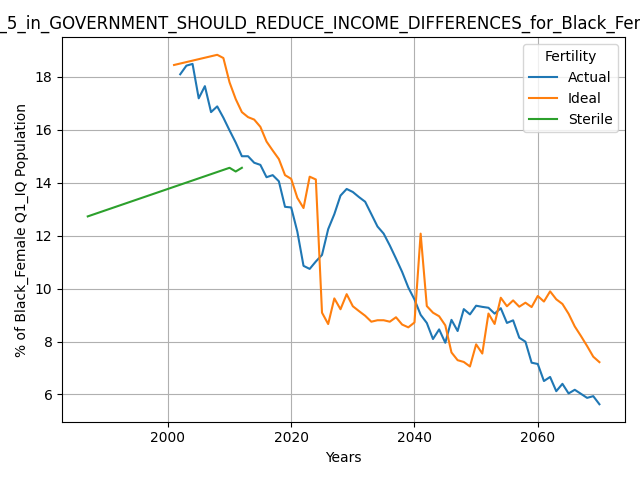 _5_in_GOVERNMENT_SHOULD_REDUCE_INCOME_DIFFERENCES_for_Black_Fe
Fertility
Actual
Ideal
Sterile
% of Black_Female Q1_IQ Population
18
16
14
12
10
8
6
2000 2020 2040 2060
Years